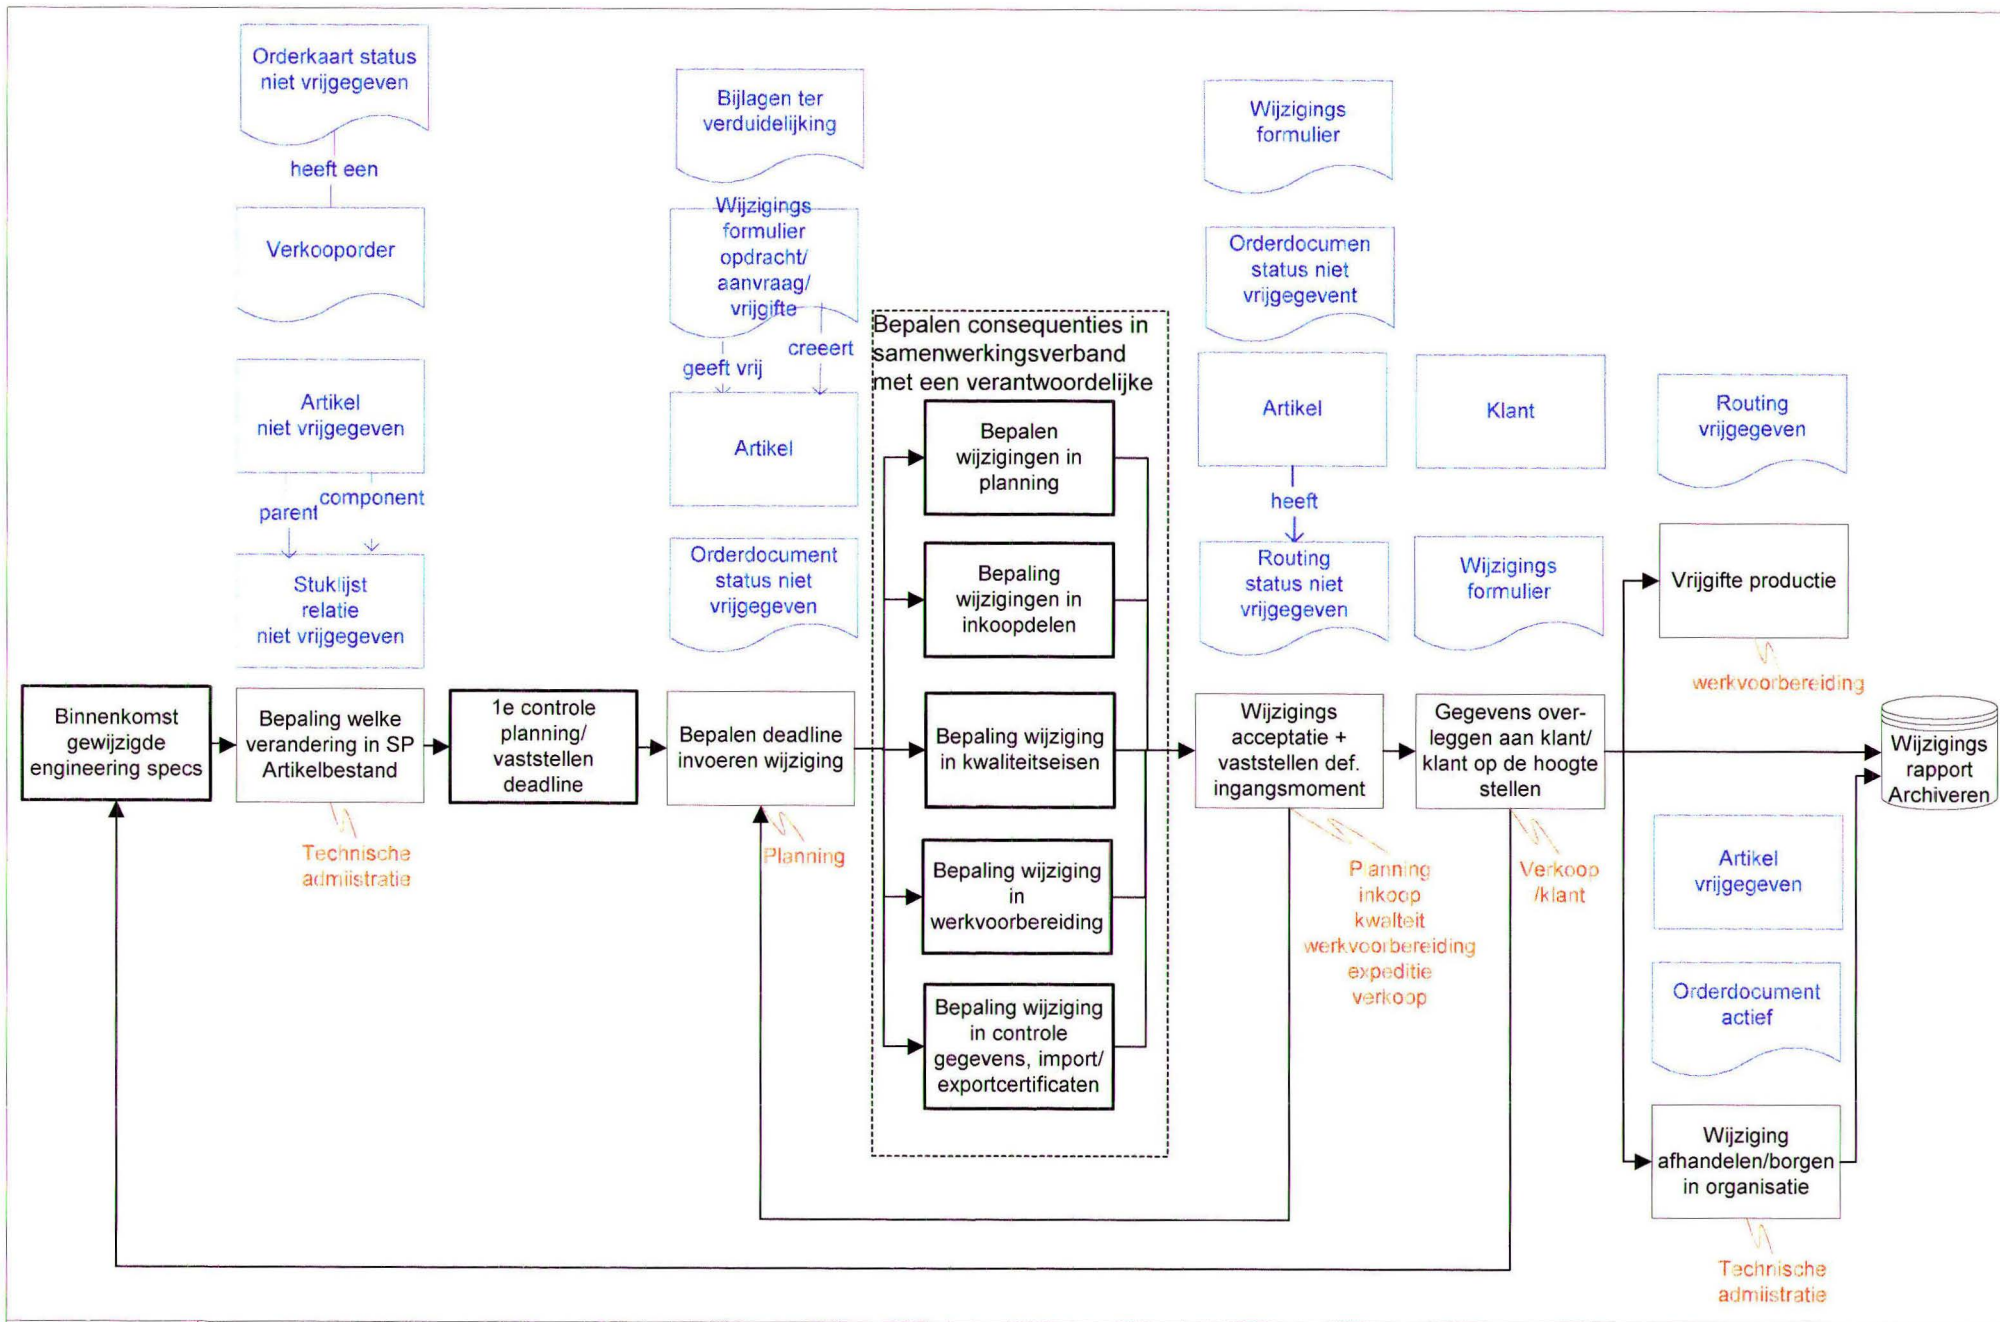 Orderkaart status
niet vrijgegeven
heeft een
Verkooporder
Artikel
niet vrijgegeven
parent
component
Stuklijst
relatie
niet vrijgegeven
Bijlagen ter
verduidelijking
Wijzigings
formulier
opdracht/
aanvraag/
vrijgifte
geeft vrij
creeert
Artikel
Orderdocument
status niet
vrijgegeven
Bepalen consequenties in
samenwerkingsverband
met een verantwoordelijke
Bepalen
wijzigingen in
planning
Bepaling
wijzigingen in
inkoopdelen
Bepaling wijziging
in kwaliteitseisen
Bepaling wijziging
in
werkvoorbereiding
Bepaling wijziging
in controle
gegevens, import/
exportcertificaten
Wijzigings
formulier
Orderdocumen
status niet
vrijgegevent
Artikel
heeft
Routing
status niet
vrijgegeven
Klant
Wijzigings
formulier
Routing
vrijgegeven
Vrijgifte productie
werkvoorbereiding
Binnenkomst
gewijzigde
engineering specs
Bepaling welke
verandering in SP
Artikelbestand
Technische
admiistratie
1e controle
planning/
vaststellen
deadline
Bepalen deadline
invoeren wijziging
Planning
Wijzigings
acceptatie +
vaststellen def.
ingangsmoment
Planning
inkoop
kwaliteit
werkvoorbereiding
expeditie
verkoop
Gegevens over-
leggen aan klant/
klant op de hoogte
stellen
Verkoop
/klant
Wijzigings
rapport
Archiveren
Artikel
vrijgegeven
Orderdocument
actief
Wijziging
afhandelen/borgen
in organisatie
Technische
admiistratie